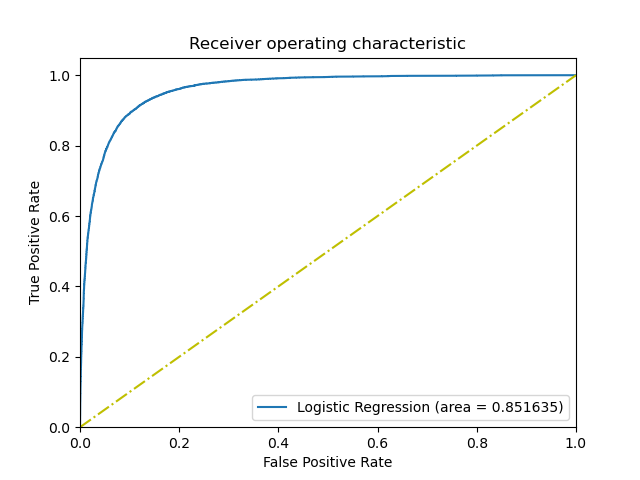 Receiver operating characteristic
1.0
0.8
0.6
0.4
0.2
0.0
True Positive Rate
Logistic Regression (area = 0.851635)
0.0 0.2 0.4 0.6 0.8 1.0
False Positive Rate